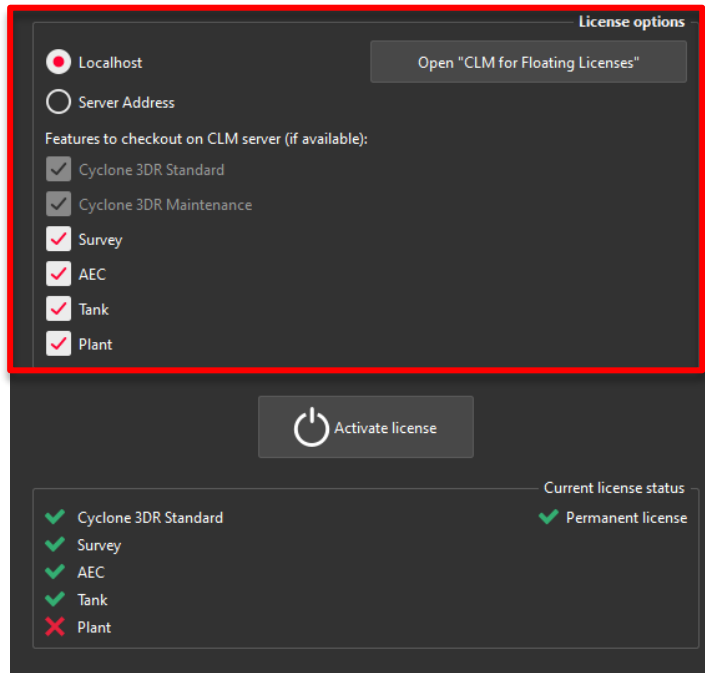 License options
Localhost
Open "CLM for Floating Licenses"
Server Address
Features to checkout on CLM server (if available):
Cyclone 3DR Standard
Cyclone 3DR Maintenance
Survey
AEC
Tank
Plant
Activate license
Current license status
Cyclone 3DR Standard
Permanent license
Survey
AEC
Tank
Plant